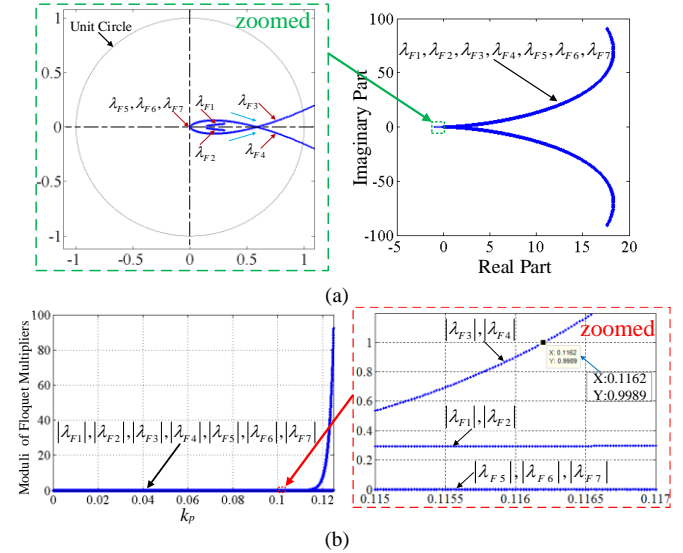 Unit Circle
zoomed
1
0.5
0
-0.5
-1
-1 -0.5 0 0.5 1
λF5, λF6, λF7
λF1
λF2
λF3
λF4
100
50
0
-50
-100
-5 0 5 10 15 20
Imaginary Part
Real Part
λF1, λF2, λF3, λF4, λF5, λF6, λF7
(a)
100
80
60
40
20
0
0 0.02 0.04 0.06 0.08 0.1 0.12
Moduli of Floquet Multipliers
kp
|λF1|, |λF2|, |λF3|, |λF4|, |λF5|, |λF6|, |λF7|
zoomed
|λF3|, |λF4|
X: 0.1162
Y: 0.9989
X:0.1162
Y:0.9989
|λF1|, |λF2|
|λF5|, |λF6|, |λF7|
1
0.8
0.6
0.4
0.2
0
0.115 0.1155 0.116 0.1165 0.117
(b)